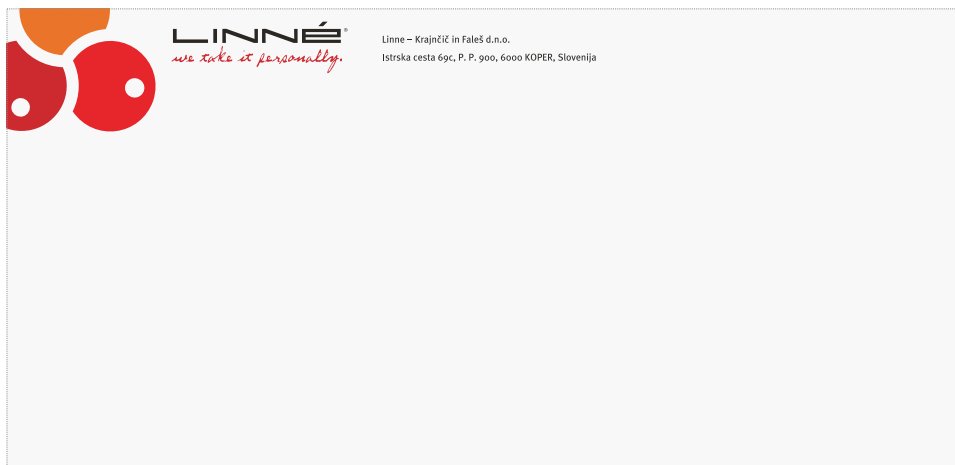 LINNÉ®
we take it personally.
Linne – Krajnčič in Faleš d.n.o.
Istrska cesta 69c, P. P. 900, 6000 KOPER, Slovenija